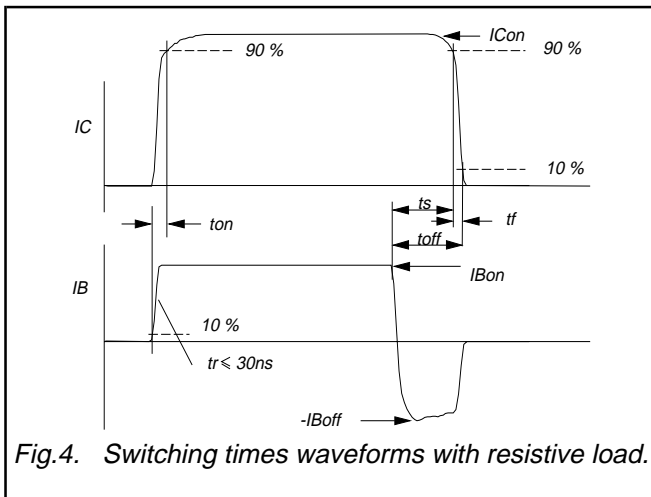 ICon
90 %
90 %
IC
10 %
ts
ton
tf
toff
IBon
IB
10 %
tr ≤ 30ns
-IBoff
Fig.4. Switching times waveforms with resistive load.